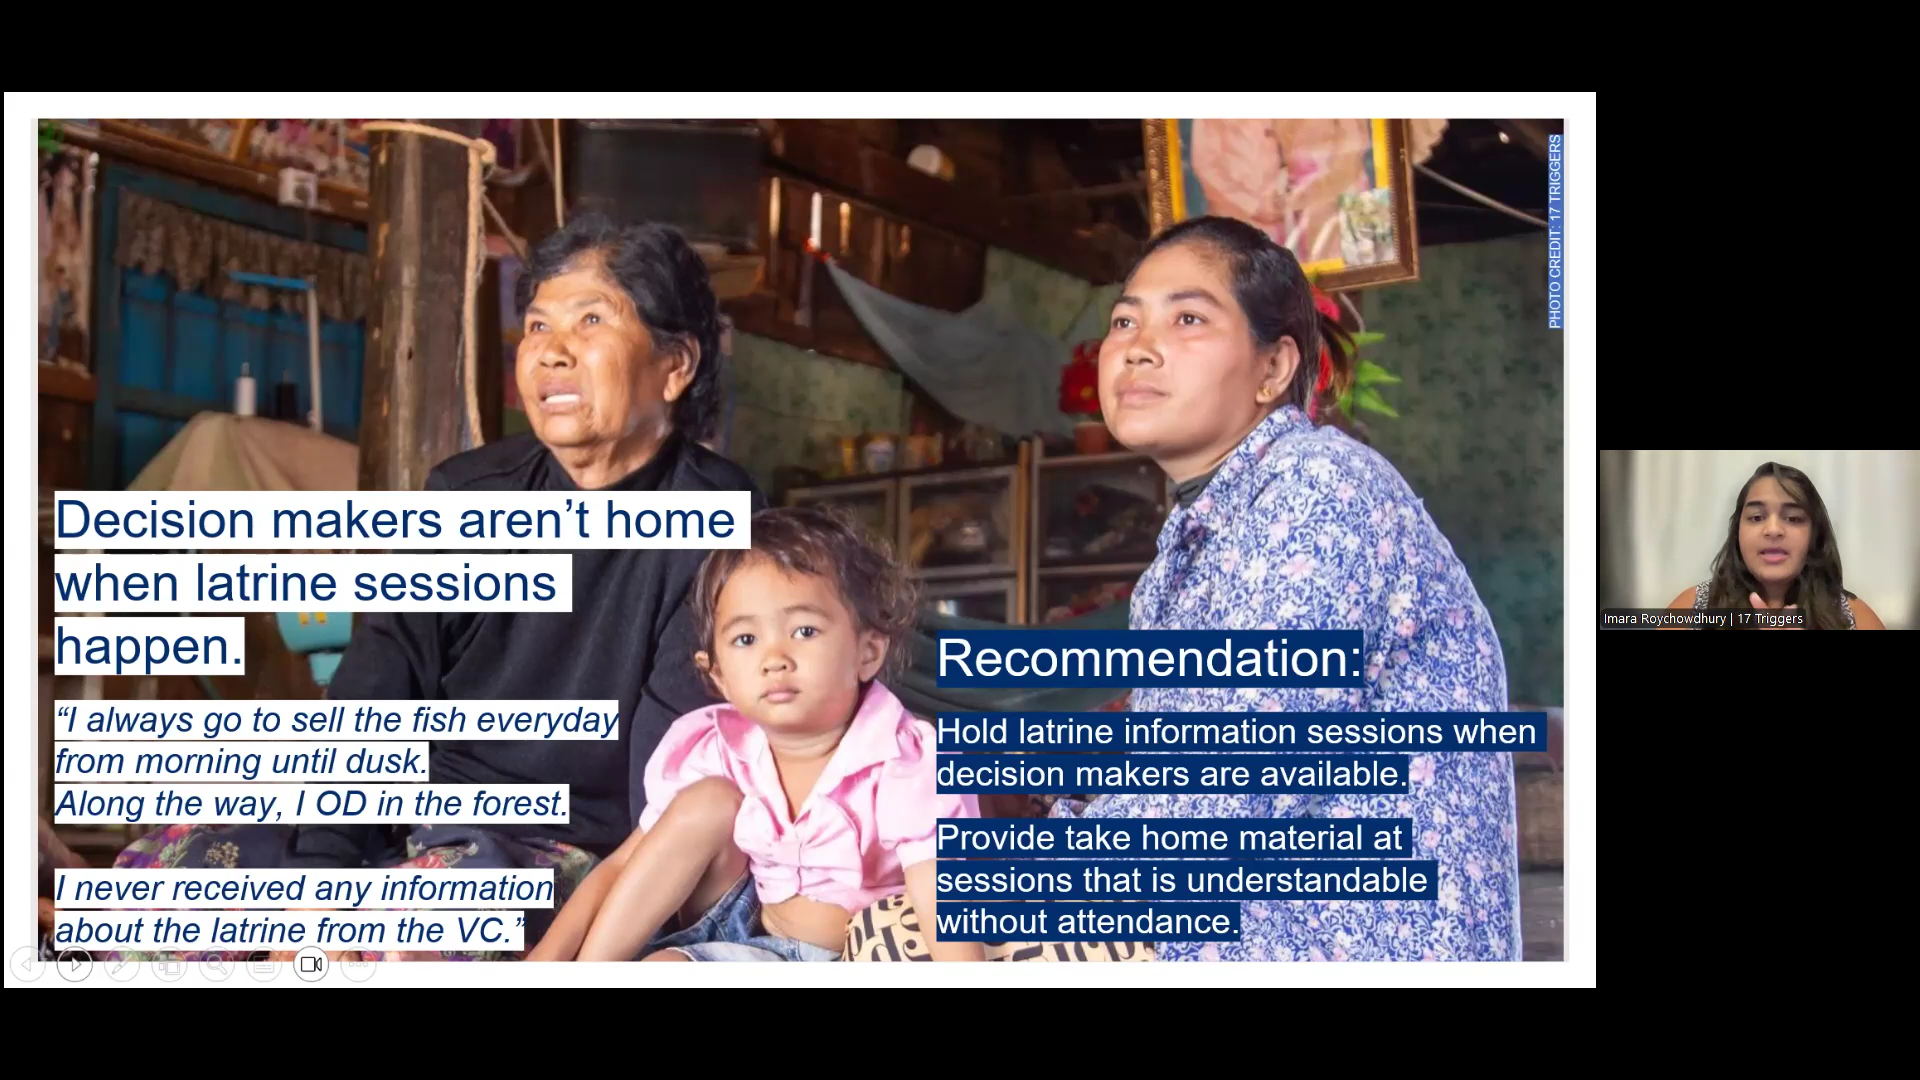 PHOTO CREDIT: 17 TRIGGERS
Decision makers aren’t home
when latrine sessions
happen.
“I always go to sell the fish everyday
from morning until dusk.
Along the way, I OD in the forest.
I never received any information
about the latrine from the VC.”
Recommendation:
Hold latrine information sessions when
decision makers are available.
Provide take home material at
sessions that is understandable
without attendance.
Imara Roychowdhury | 17 Triggers